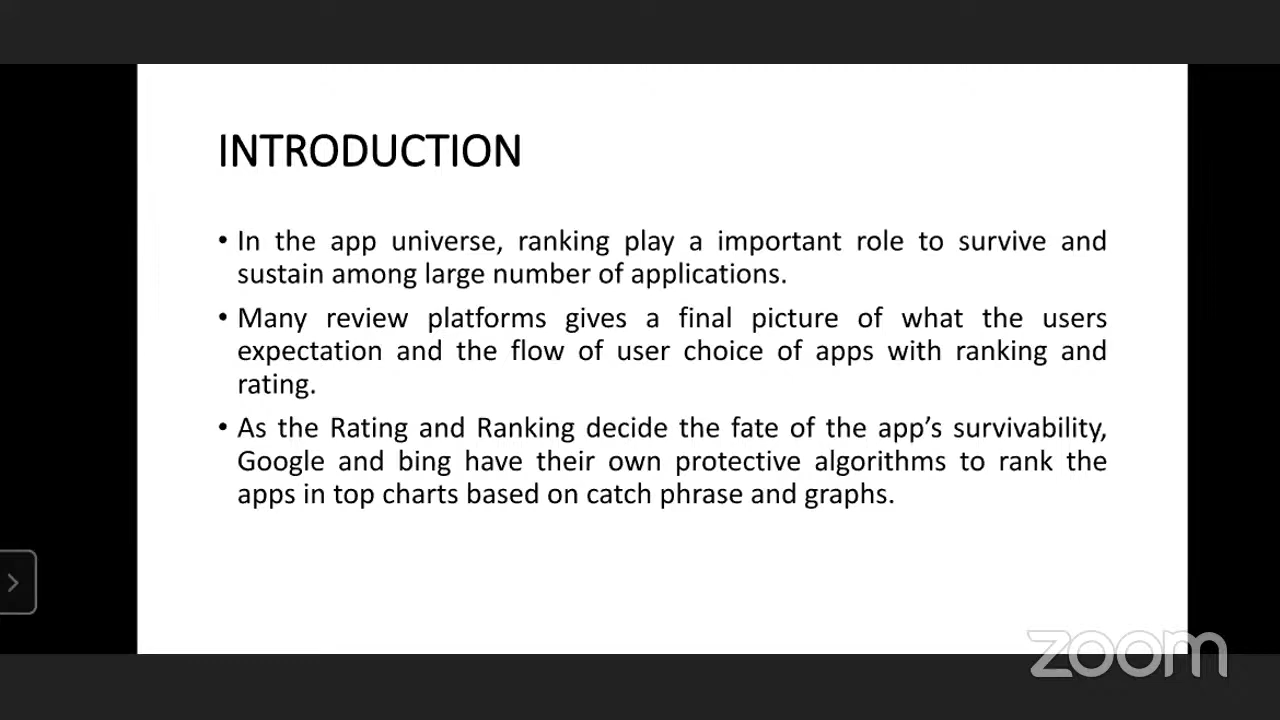 INTRODUCTION
• In the app universe, ranking play a important role to survive and
sustain among large number of applications.
• Many review platforms gives a final picture of what the users
expectation and the flow of user choice of apps with ranking and
rating.
• As the Rating and Ranking decide the fate of the app’s survivability,
Google and bing have their own protective algorithms to rank the
apps in top charts based on catch phrase and graphs.
zoom